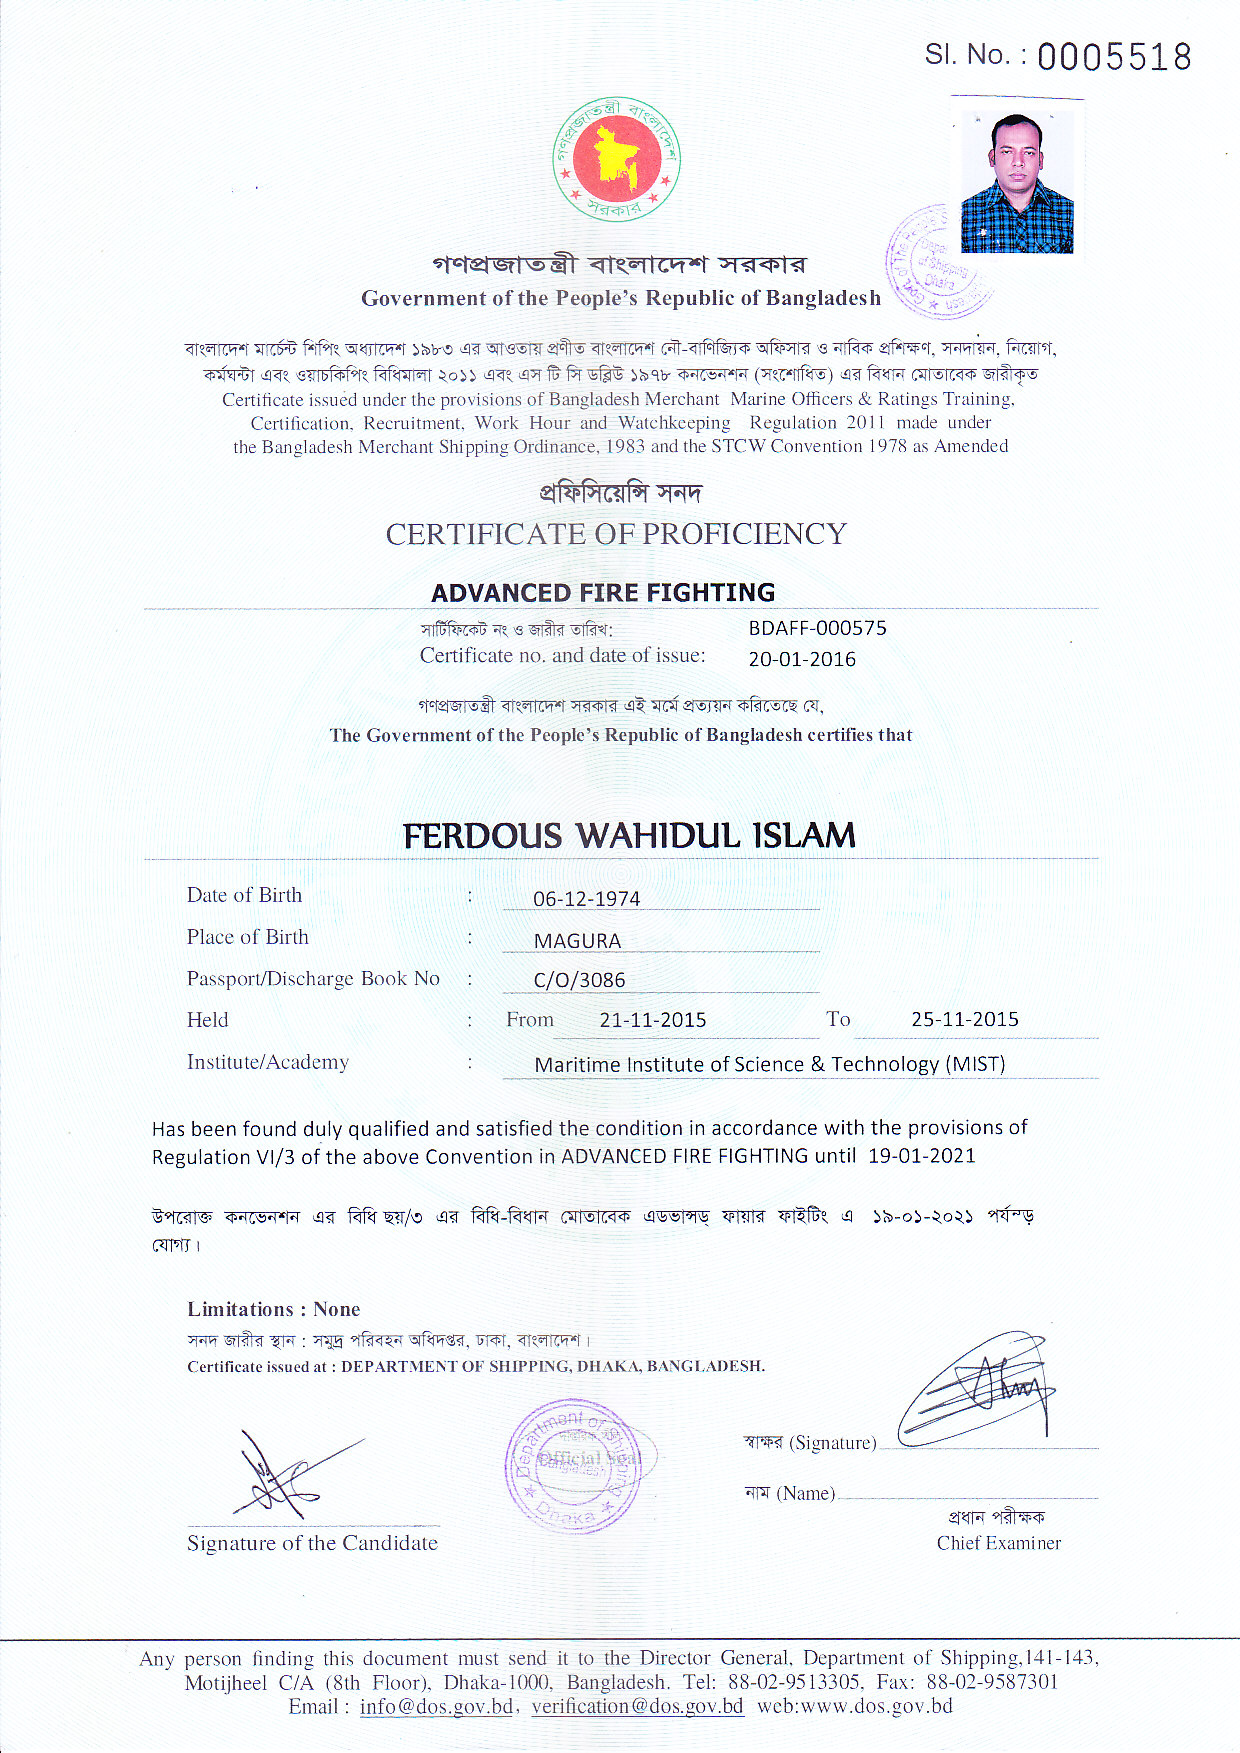 Sl. No. : 0005518
গণপ্রজাতন্ত্রী বাংলাদেশ
সরকার
গণপ্রজাতন্ত্রী বাংলাদেশ সরকার
Government of the People's Republic of Bangladesh
of Shipping
Dhaka
বাংলাদেশ মার্চেন্ট শিপিং অধ্যাদেশ ১৯৮৩ এর আওতায় প্রণীত বাংলাদেশ নৌ-বাণিজ্যিক অফিসার ও নাবিক প্রশিক্ষণ, সনদায়ন, নিয়োগ,
কর্মঘন্টা এবং ওয়াচকিপিং বিধিমালা ২০১১ এবং এস টি সি ডব্লিউ ১৯৭৮ কনভেনশন (সংশোধিত) এর বিধান মোতাবেক জারীকৃত
Certificate issued under the provisions of Bangladesh Merchant Marine Officers & Ratings Training,
Certification, Recruitment, Work Hour and Watchkeeping Regulation 2011 made under
the Bangladesh Merchant Shipping Ordinance, 1983 and the STCW Convention 1978 as Amended
প্রফিসিয়েন্সি সনদ
CERTIFICATE OF PROFICIENCY
ADVANCED FIRE FIGHTING
সার্টিফিকেট নং ও জারীর তারিখ: BDAFF-000575
Certificate no. and date of issue: 20-01-2016
গণপ্রজাতন্ত্রী বাংলাদেশ সরকার এই মর্মে প্রত্যয়ন করিতেছে যে,
The Government of the People's Republic of Bangladesh certifies that
FERDOUS WAHIDUL ISLAM
Date of Birth : 06-12-1974
Place of Birth : MAGURA
Passport/Discharge Book No : C/O/3086
Held : From 21-11-2015 To 25-11-2015
Institute/Academy : Maritime Institute of Science & Technology (MIST)
Has been found duly qualified and satisfied the condition in accordance with the provisions of
Regulation VI/3 of the above Convention in ADVANCED FIRE FIGHTING until 19-01-2021
উপরোক্ত কনভেনশন এর বিধি ছয়/৩ এর বিধি-বিধান মোতাবেক এডভান্সড্ ফায়ার ফাইটিং এ ১৯-০১-২০২১ পর্যন্ড়
যোগ্য।
Limitations : None
সনদ জারীর স্থান : সমুদ্র পরিবহন অধিদপ্তর, ঢাকা, বাংলাদেশ।
Certificate issued at : DEPARTMENT OF SHIPPING, DHAKA, BANGLADESH.
Department of Shipping
Official Seal
Bangladesh
Dhaka
স্বাক্ষর (Signature)
নাম (Name)
প্রধান পরীক্ষক
Signature of the Candidate
Chief Examiner
Any person finding this document must send it to the Director General, Department of Shipping,141-143,
Motijheel C/A (8th Floor), Dhaka-1000, Bangladesh. Tel: 88-02-9513305, Fax: 88-02-9587301
Email : info@dos.gov.bd, verification@dos.gov.bd web:www.dos.gov.bd